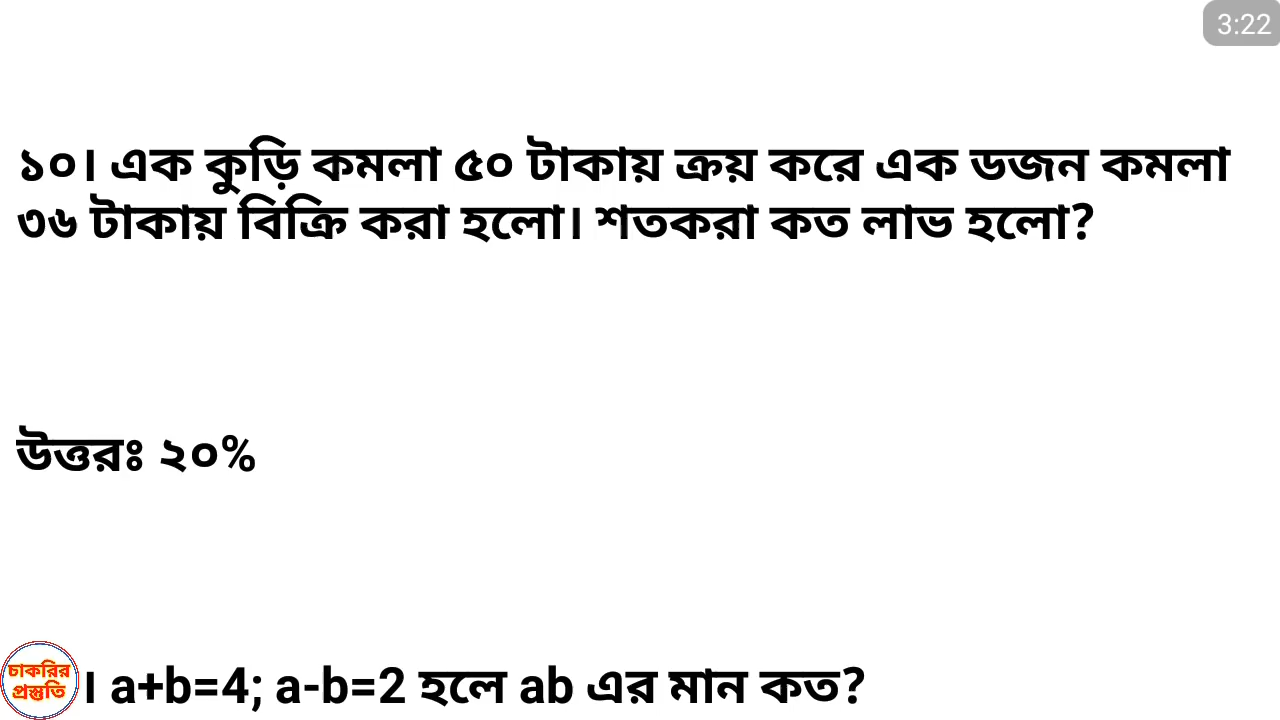 3:22
১০। এক কুড়ি কমলা ৫০ টাকায় ক্রয় করে এক ডজন কমলা
৩৬ টাকায় বিক্রি করা হলো। শতকরা কত লাভ হলো?
উত্তরঃ ২০%
চাকরির
প্রস্তুতি
। a+b=4; a-b=2 হলে ab এর মান কত?